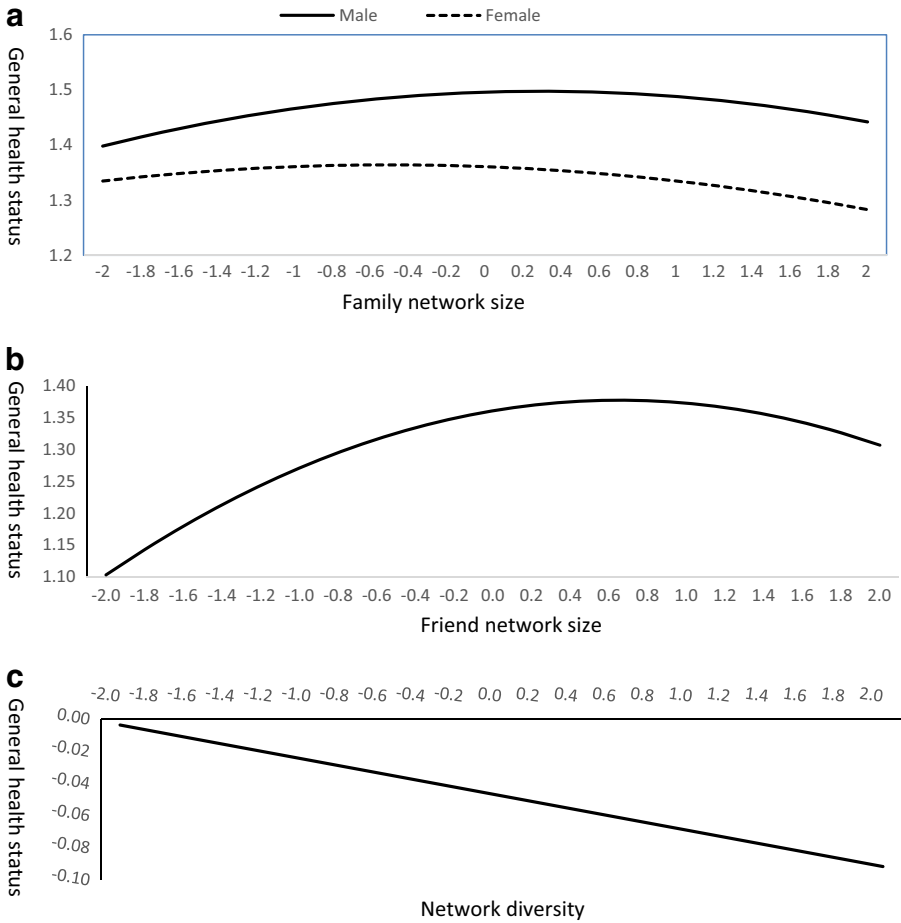 a
Male Female
General health status
1.6
1.5
1.4
1.3
1.2
-2 -1.8 -1.6 -1.4 -1.2 -1 -0.8 -0.6 -0.4 -0.2 0 0.2 0.4 0.6 0.8 1 1.2 1.4 1.6 1.8 2
Family network size
b
General health status
1.40
1.35
1.30
1.25
1.20
1.15
1.10
-2.0 -1.8 -1.6 -1.4 -1.2 -1.0 -0.8 -0.6 -0.4 -0.2 0.0 0.2 0.4 0.6 0.8 1.0 1.2 1.4 1.6 1.8 2.0
Friend network size
c
General health status
-2.0 -1.8 -1.6 -1.4 -1.2 -1.0 -0.8 -0.6 -0.4 -0.2 0.0 0.2 0.4 0.6 0.8 1.0 1.2 1.4 1.6 1.8 2.0
0.00
-0.02
-0.04
-0.06
-0.08
-0.10
Network diversity